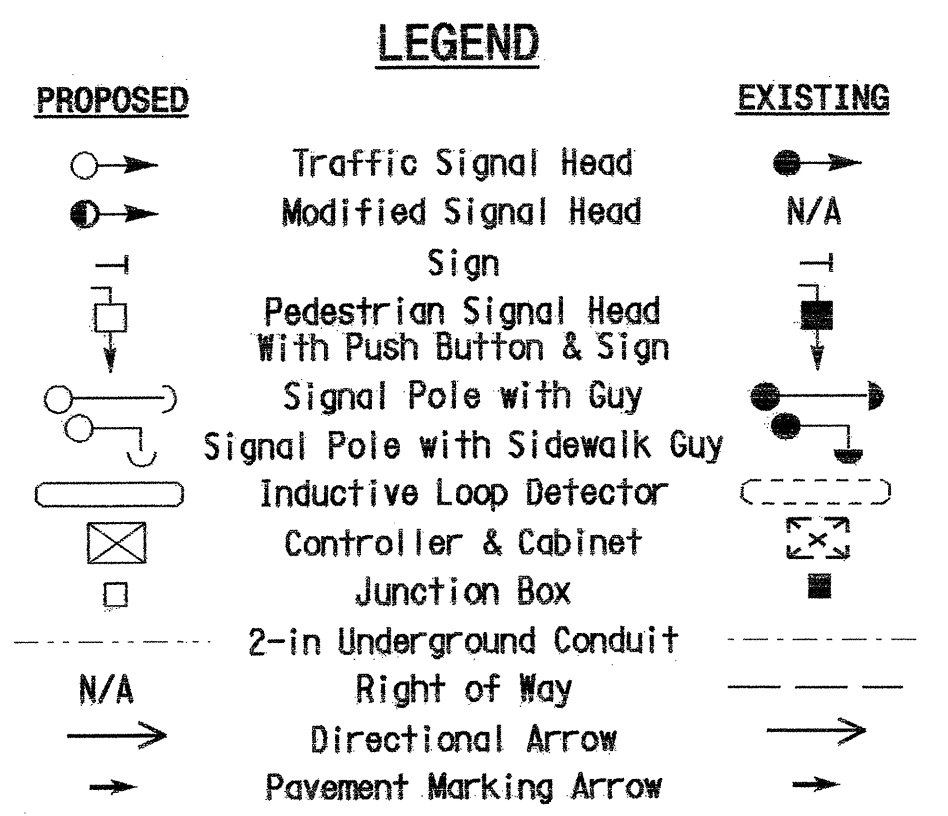 LEGEND
PROPOSED EXISTING
Traffic Signal Head
Modified Signal Head N/A
Sign
Pedestrian Signal Head
With Push Button & Sign
Signal Pole with Guy
Signal Pole with Sidewalk Guy
Inductive Loop Detector
Controller & Cabinet
Junction Box
2-in Underground Conduit
N/A Right of Way
Directional Arrow
Pavement Marking Arrow